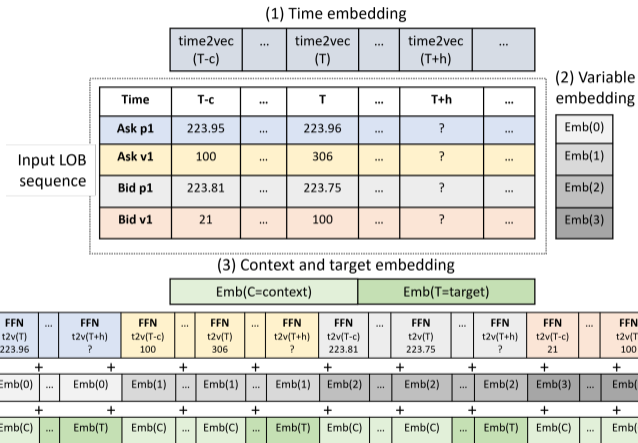 (1) Time embedding
time2vec (T-c) ... time2vec (T) ... time2vec (T+h) ...
(2) Variable embedding
Time T-c ... T ... T+h ...
Ask p1 223.95 ... 223.96 ... ? ...
Ask v1 100 ... 306 ... ? ...
Bid p1 223.81 ... 223.75 ... ? ...
Bid v1 21 ... 100 ... ? ...
Input LOB
sequence
Emb(0)
Emb(1)
Emb(2)
Emb(3)
(3) Context and target embedding
Emb(C=context) Emb(T=target)
FFN ... FFN FFN ... FFN ... FFN FFN ... FFN ... FFN FFN ... FFN
t2v(T) t2v(T+h) t2v(T-c) t2v(T) t2v(T+h) t2v(T-c) t2v(T) t2v(T+h) t2v(T-c) t2v(T
223.96 ? 100 306 ? 223.81 223.75 ? 21 100
+ + + + + + + + + +
Emb(0) ... Emb(0) Emb(1) ... Emb(1) ... Emb(1) Emb(2) ... Emb(2) ... Emb(2) Emb(3) ... Emb(
+ + + + + + + + + +
Emb(C) ... Emb(T) Emb(C) ... Emb(C) ... Emb(T) Emb(C) ... Emb(C) ... Emb(T) Emb(C) ... Emb(